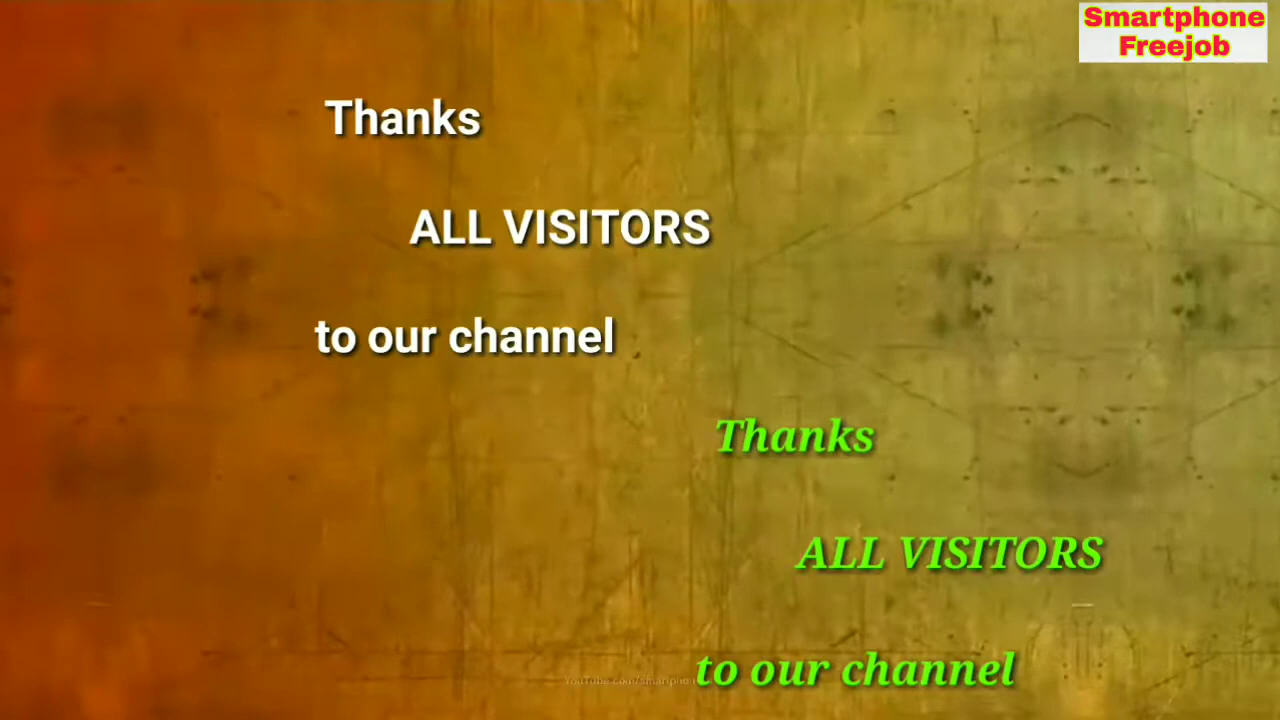 Smartphone
Freejob
Thanks
ALL VISITORS
to our channel
Thanks
ALL VISITORS
to our channel